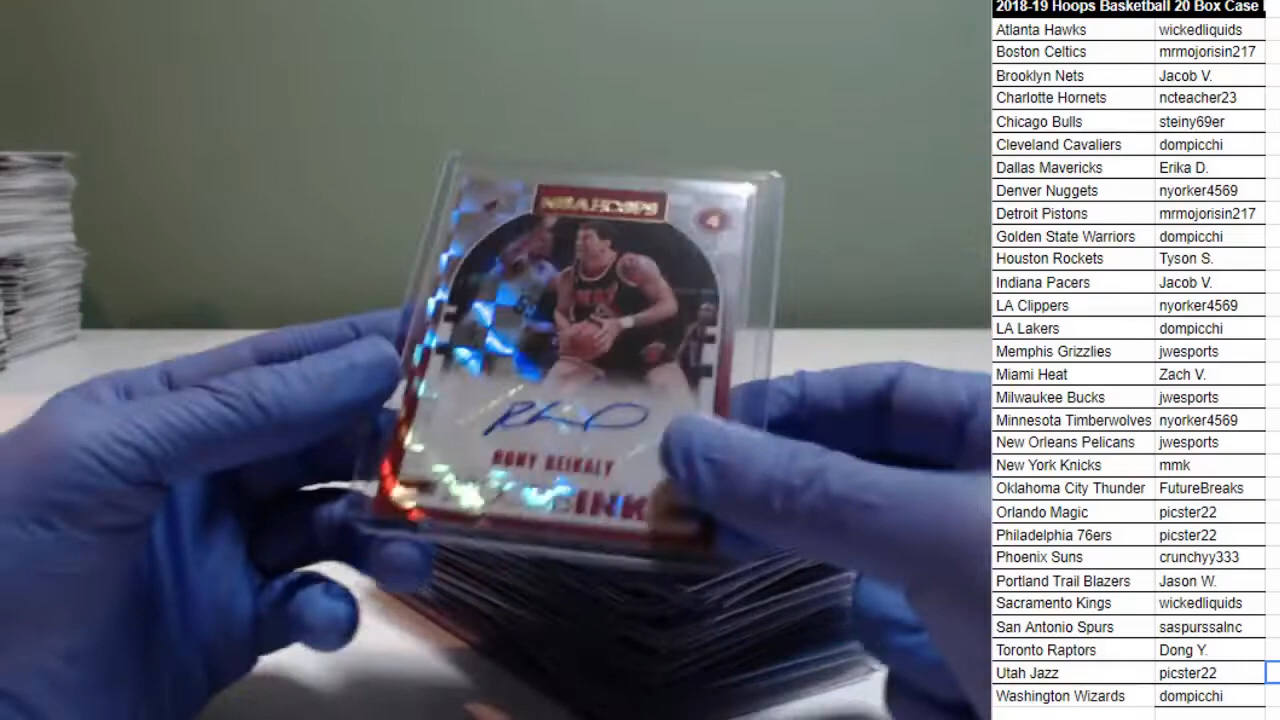 NBA HOOPS
4
RONY SEIKALY
INK
2018-19 Hoops Basketball 20 Box Case
Atlanta Hawks wickedliquids
Boston Celtics mrmojorisin217
Brooklyn Nets Jacob V.
Charlotte Hornets ncteacher23
Chicago Bulls steiny69er
Cleveland Cavaliers dompicchi
Dallas Mavericks Erika D.
Denver Nuggets nyorker4569
Detroit Pistons mrmojorisin217
Golden State Warriors dompicchi
Houston Rockets Tyson S.
Indiana Pacers Jacob V.
LA Clippers nyorker4569
LA Lakers dompicchi
Memphis Grizzlies jwesports
Miami Heat Zach V.
Milwaukee Bucks jwesports
Minnesota Timberwolves nyorker4569
New Orleans Pelicans jwesports
New York Knicks mmk
Oklahoma City Thunder FutureBreaks
Orlando Magic picster22
Philadelphia 76ers picster22
Phoenix Suns crunchyy333
Portland Trail Blazers Jason W.
Sacramento Kings wickedliquids
San Antonio Spurs saspurssalnc
Toronto Raptors Dong Y.
Utah Jazz picster22
Washington Wizards dompicchi